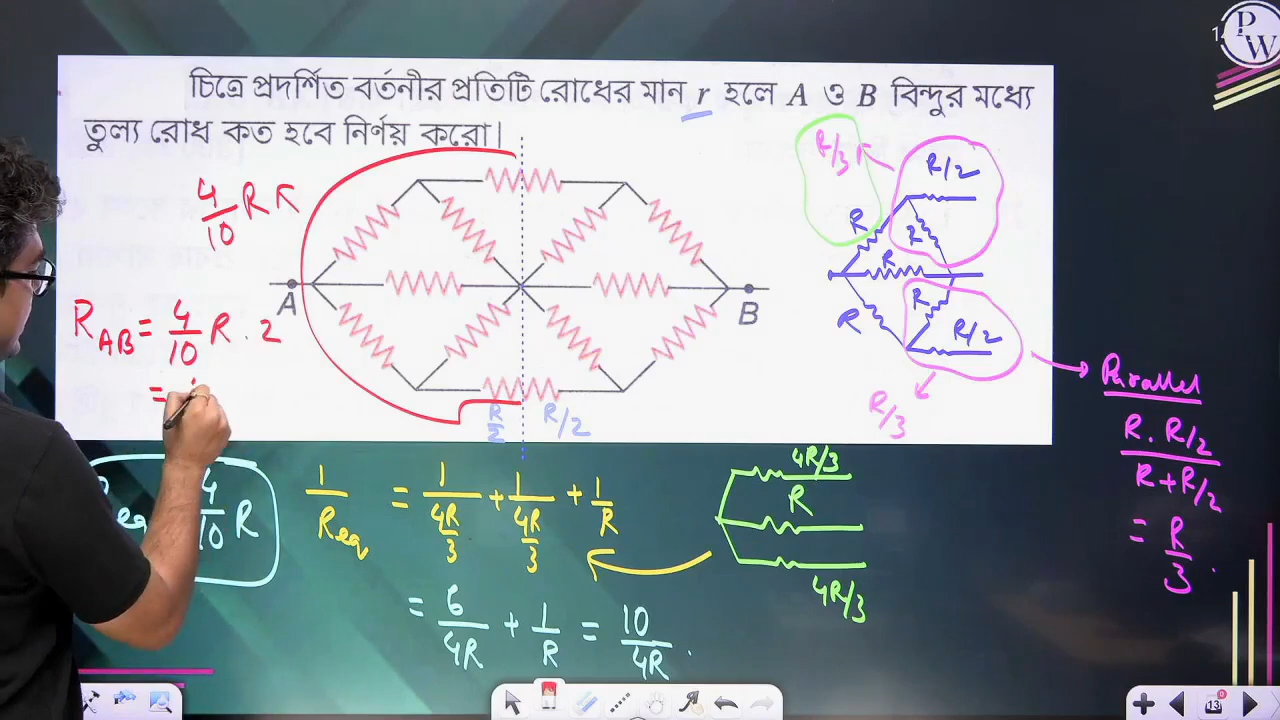 চিত্রে প্রদর্শিত বর্তনীর প্রতিটি রোধের মান r হলে A ও B বিন্দুর মধ্যে
তুল্য রোধ কত হবে নির্ণয় করো।
A
B
R/2
R/2
4/10 R
R_AB = 4/10 R . 2
=
R/3
R/2
R
R
R
R
R
R/2
R/3
Parallel
R . R/2
R + R/2
= R/3 .
4R/3
R
4R/3
1/R_eq = 1/(4R/3) + 1/(4R/3) + 1/R
= 6/4R + 1/R = 10/4R .
eq
4/10 R
P
W
13